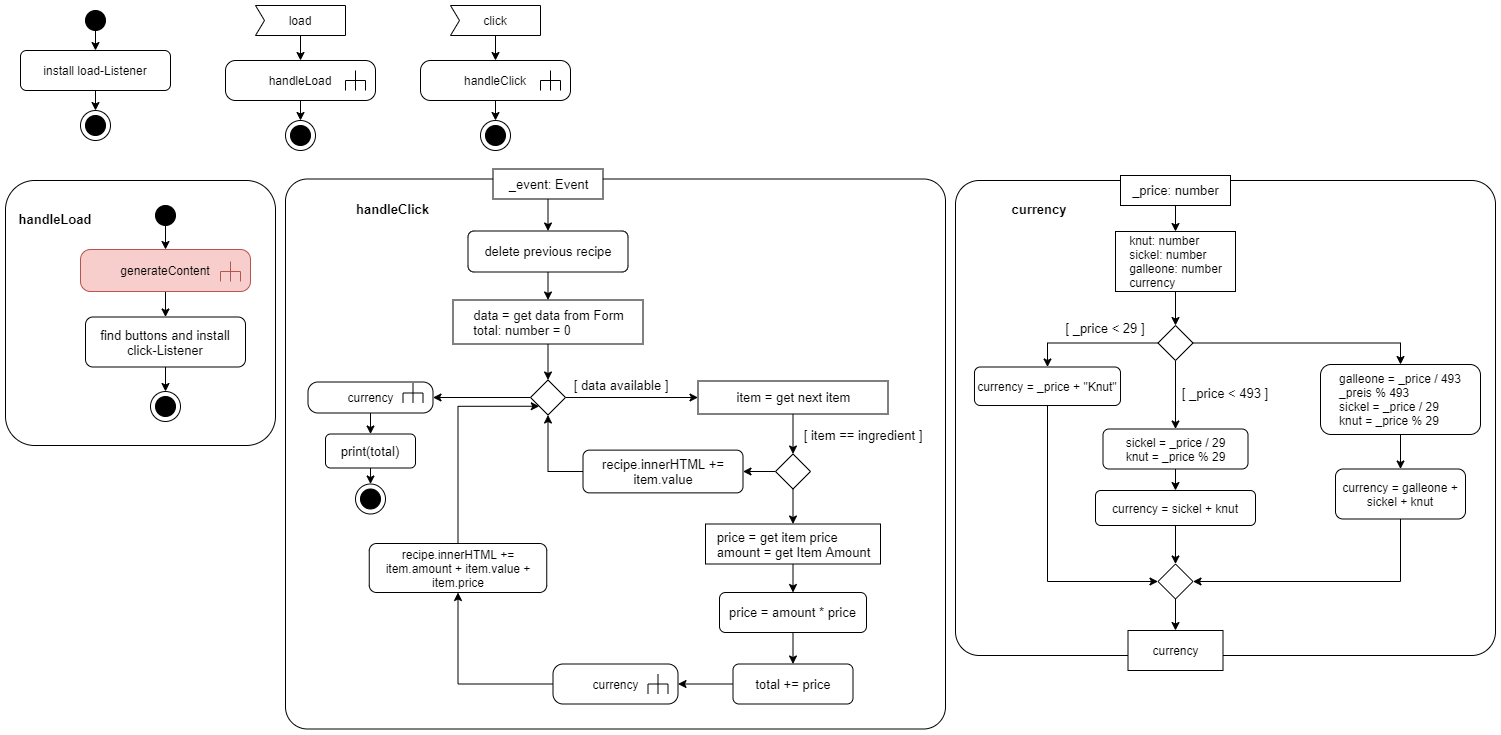 load
click
install load-Listener
handleLoad
handleClick
handleLoad
generateContent
find buttons and install
click-Listener
_event: Event
handleClick
delete previous recipe
data = get data from Form
total: number = 0
[ data available ]
currency
print(total)
item = get next item
[ item == ingredient ]
recipe.innerHTML +=
item.value
price = get item price
amount = get Item Amount
price = amount * price
total += price
currency
recipe.innerHTML +=
item.amount + item.value +
item.price
_price: number
currency
knut: number
sickel: number
galleone: number
currency
[ _price < 29 ]
currency = _price + "Knut"
[ _price < 493 ]
sickel = _price / 29
knut = _price % 29
currency = sickel + knut
galleone = _price / 493
_preis % 493
sickel = _price / 29
knut = _price % 29
currency = galleone +
sickel + knut
currency